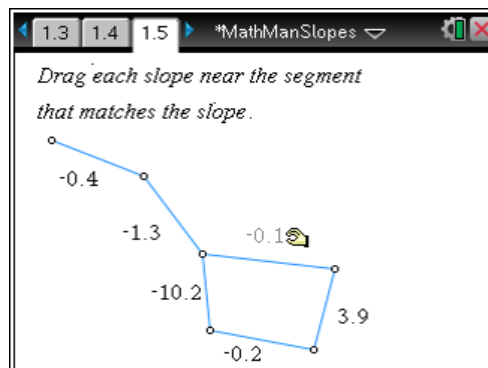 1.3 1.4 1.5 *MathManSlopes
Drag each slope near the segment
that matches the slope.
-0.4
-1.3
-0.1
-10.2
3.9
-0.2